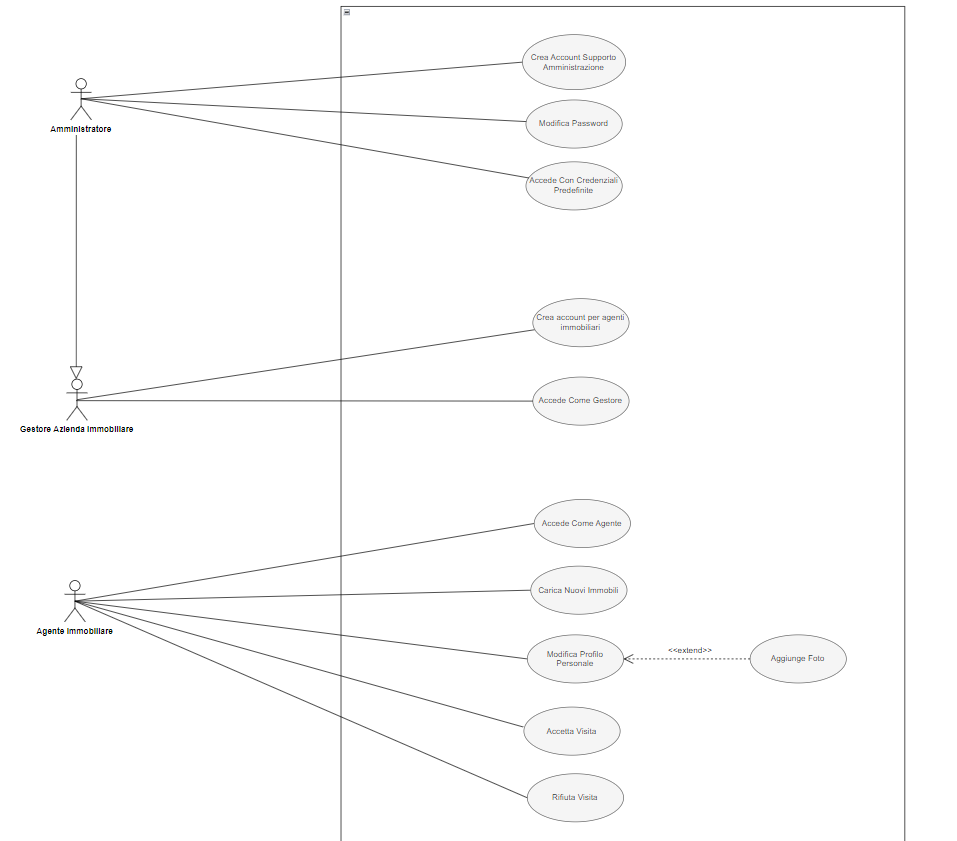 Crea Account Supporto
Amministrazione
Amministratore
Modifica Password
Accede Con Credenziali
Predefinite
Crea account per agenti
immobiliari
Accede Come Gestore
Gestore Azienda Immobiliare
Accede Come Agente
Carica Nuovi Immobili
Agente Immobiliare
Modifica Profilo
Personale
<<extend>>
Aggiunge Foto
Accetta Visita
Rifiuta Visita